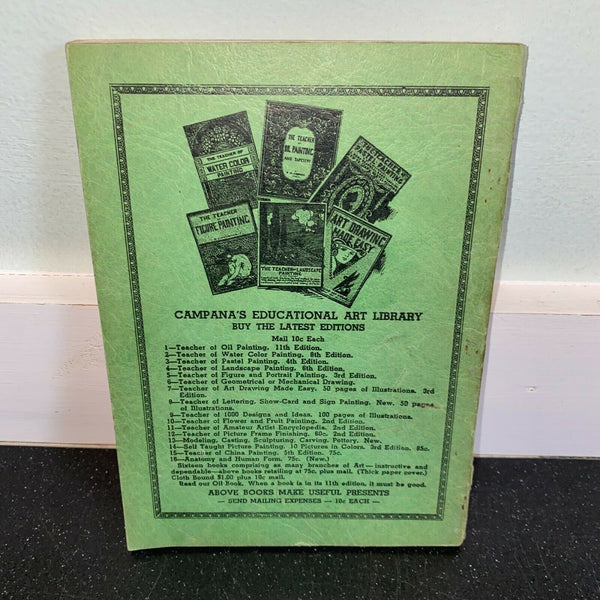 THE TEACHER OF
WATER COLOR
PAINTING
THE TEACHER
OF
OIL PAINTING
AND TAPESTRY
THE TEACHER
FIGURE PAINTING
THE TEACHER OF LANDSCAPE
PAINTING
ART DRAWING
MADE EASY
CAMPANA'S EDUCATIONAL ART LIBRARY
BUY THE LATEST EDITIONS
Mail 10c Each
1—Teacher of Oil Painting. 11th Edition.
2—Teacher of Water Color Painting. 8th Edition.
3—Teacher of Pastel Painting. 4th Edition.
4—Teacher of Landscape Painting. 6th Edition.
5—Teacher of Figure and Portrait Painting. 3rd Edition.
6—Teacher of Geometrical or Mechanical Drawing.
7—Teacher of Art Drawing Made Easy. 50 pages of Illustrations. 3rd
Edition.
8—Teacher of Lettering, Show-Card and Sign Painting. New. 50 pages
of Illustrations.
9—Teacher of 1000 Designs and Ideas. 100 pages of Illustrations.
10—Teacher of Flower and Fruit Painting. 2nd Edition.
11—Teacher of Amateur Artist Encyclopedia. 2nd Edition.
12—Teacher of Picture Frame Finishing, 60c. 2nd Edition.
13—Modeling, Casting, Sculpturing, Carving, Pottery. New.
14—Self Taught Picture Painting. 10 Pictures in Colors. 3rd Edition. 85c.
15—Teacher of China Painting. 5th Edition. 75c.
16—Anatomy and Human Form. 75c. (New.)
Sixteen books comprising as many branches of Art—instructive and
dependable—above books retailing at 75c, plus mail. (Thick paper cover.)
Cloth Bound $1.00 plus 10c mail.
Read our Oil Book. When a book is in its 11th edition, it must be good.
ABOVE BOOKS MAKE USEFUL PRESENTS
— SEND MAILING EXPENSES — 10c EACH —